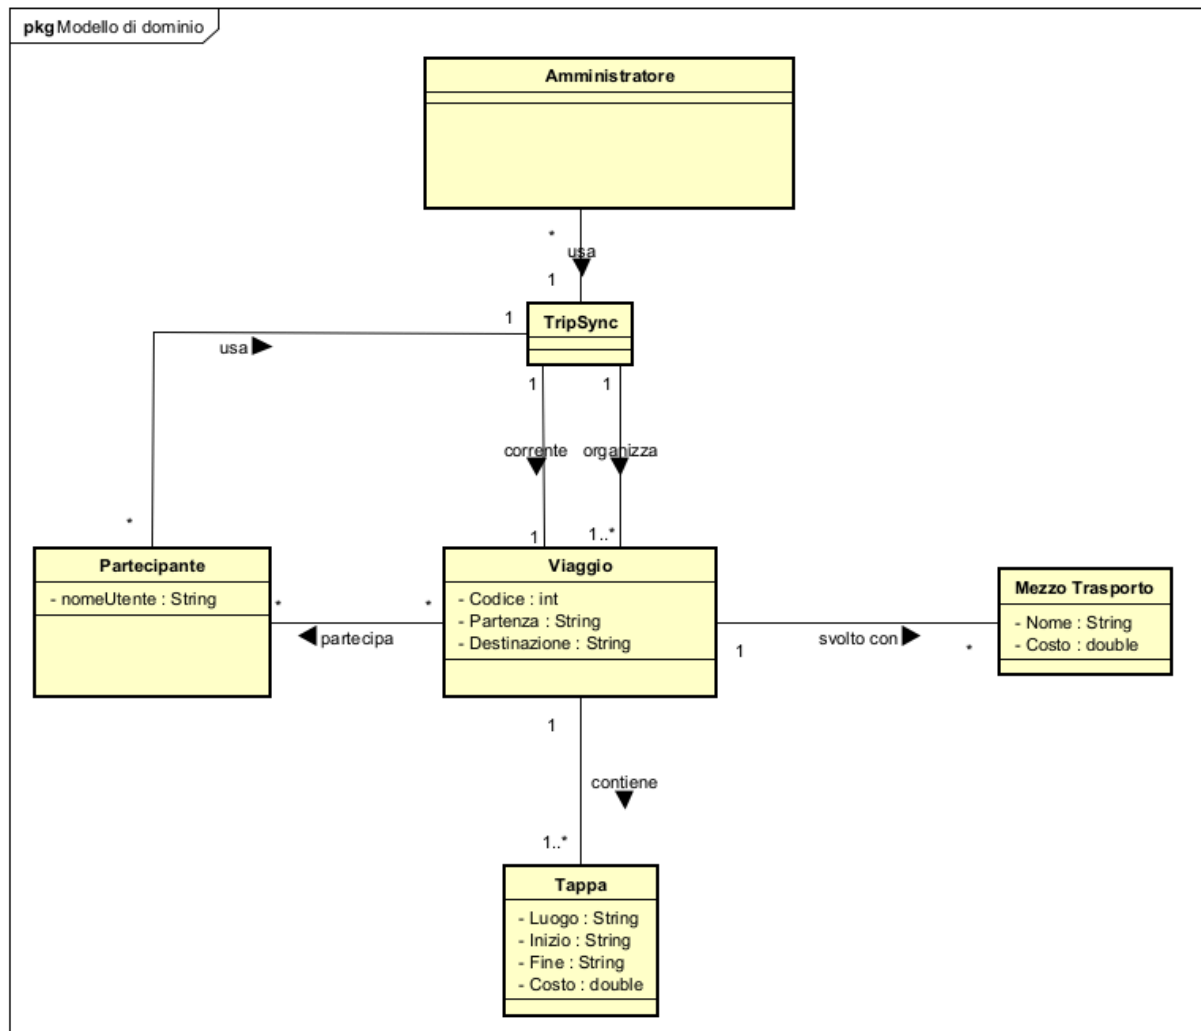 pkg Modello di dominio
Amministratore
*
usa
1
TripSync
1
usa
1
1
corrente
organizza
*
1
1..*
Partecipante
- nomeUtente : String
*
partecipa
*
Viaggio
- Codice : int
- Partenza : String
- Destinazione : String
1
svolto con
*
Mezzo Trasporto
- Nome : String
- Costo : double
1
contiene
1..*
Tappa
- Luogo : String
- Inizio : String
- Fine : String
- Costo : double